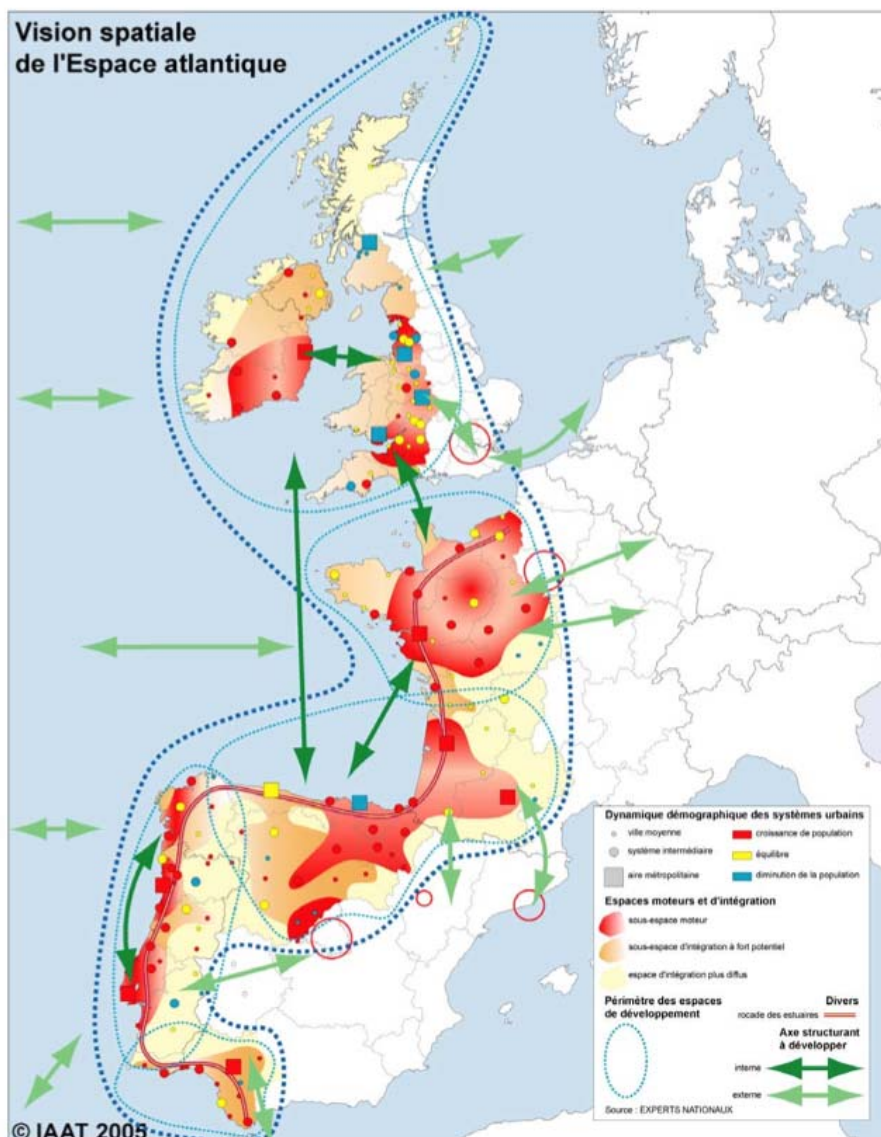 Vision spatiale
de l'Espace atlantique
Dynamique démographique des systèmes urbains
ville moyenne
croissance de population
système intermédiaire
équilibre
aire métropolitaine
diminution de la population
Espaces moteurs et d'intégration
sous-espace moteur
sous-espace d'intégration à fort potentiel
espace d'intégration plus diffus
Périmètre des espaces
de développement
Divers
rocade des estuaires
Axe structurant
à développer
interne
externe
Source : EXPERTS NATIONAUX
© IAAT 2005